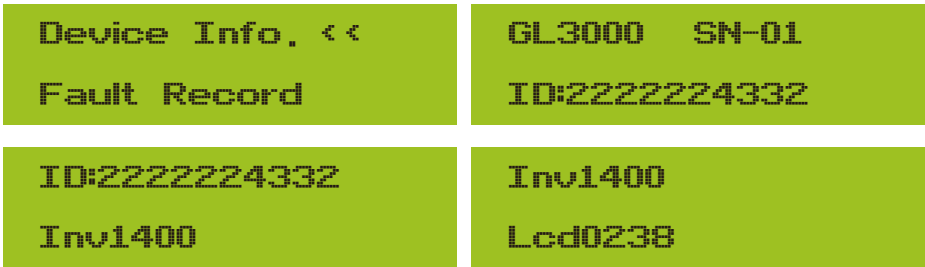 Device Info. <<
Fault Record
GL3000 SN-01
ID:2222224332
ID:2222224332
Inv1400
Inv1400
Lcd0238